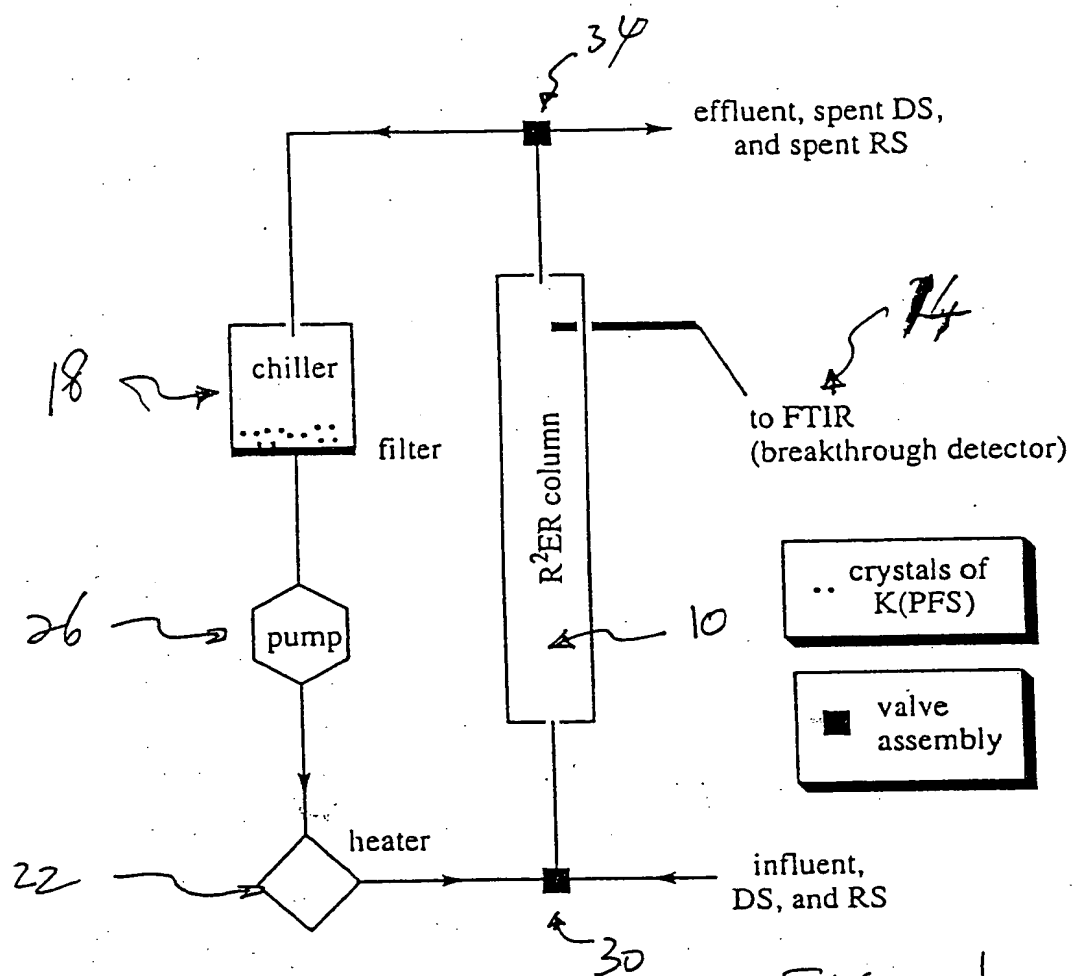 34
effluent, spent DS,
and spent RS
14
18
chiller
filter
to FTIR
(breakthrough detector)
R²ER column
crystals of
K(PFS)
26
pump
10
valve
assembly
heater
22
influent,
DS, and RS
30